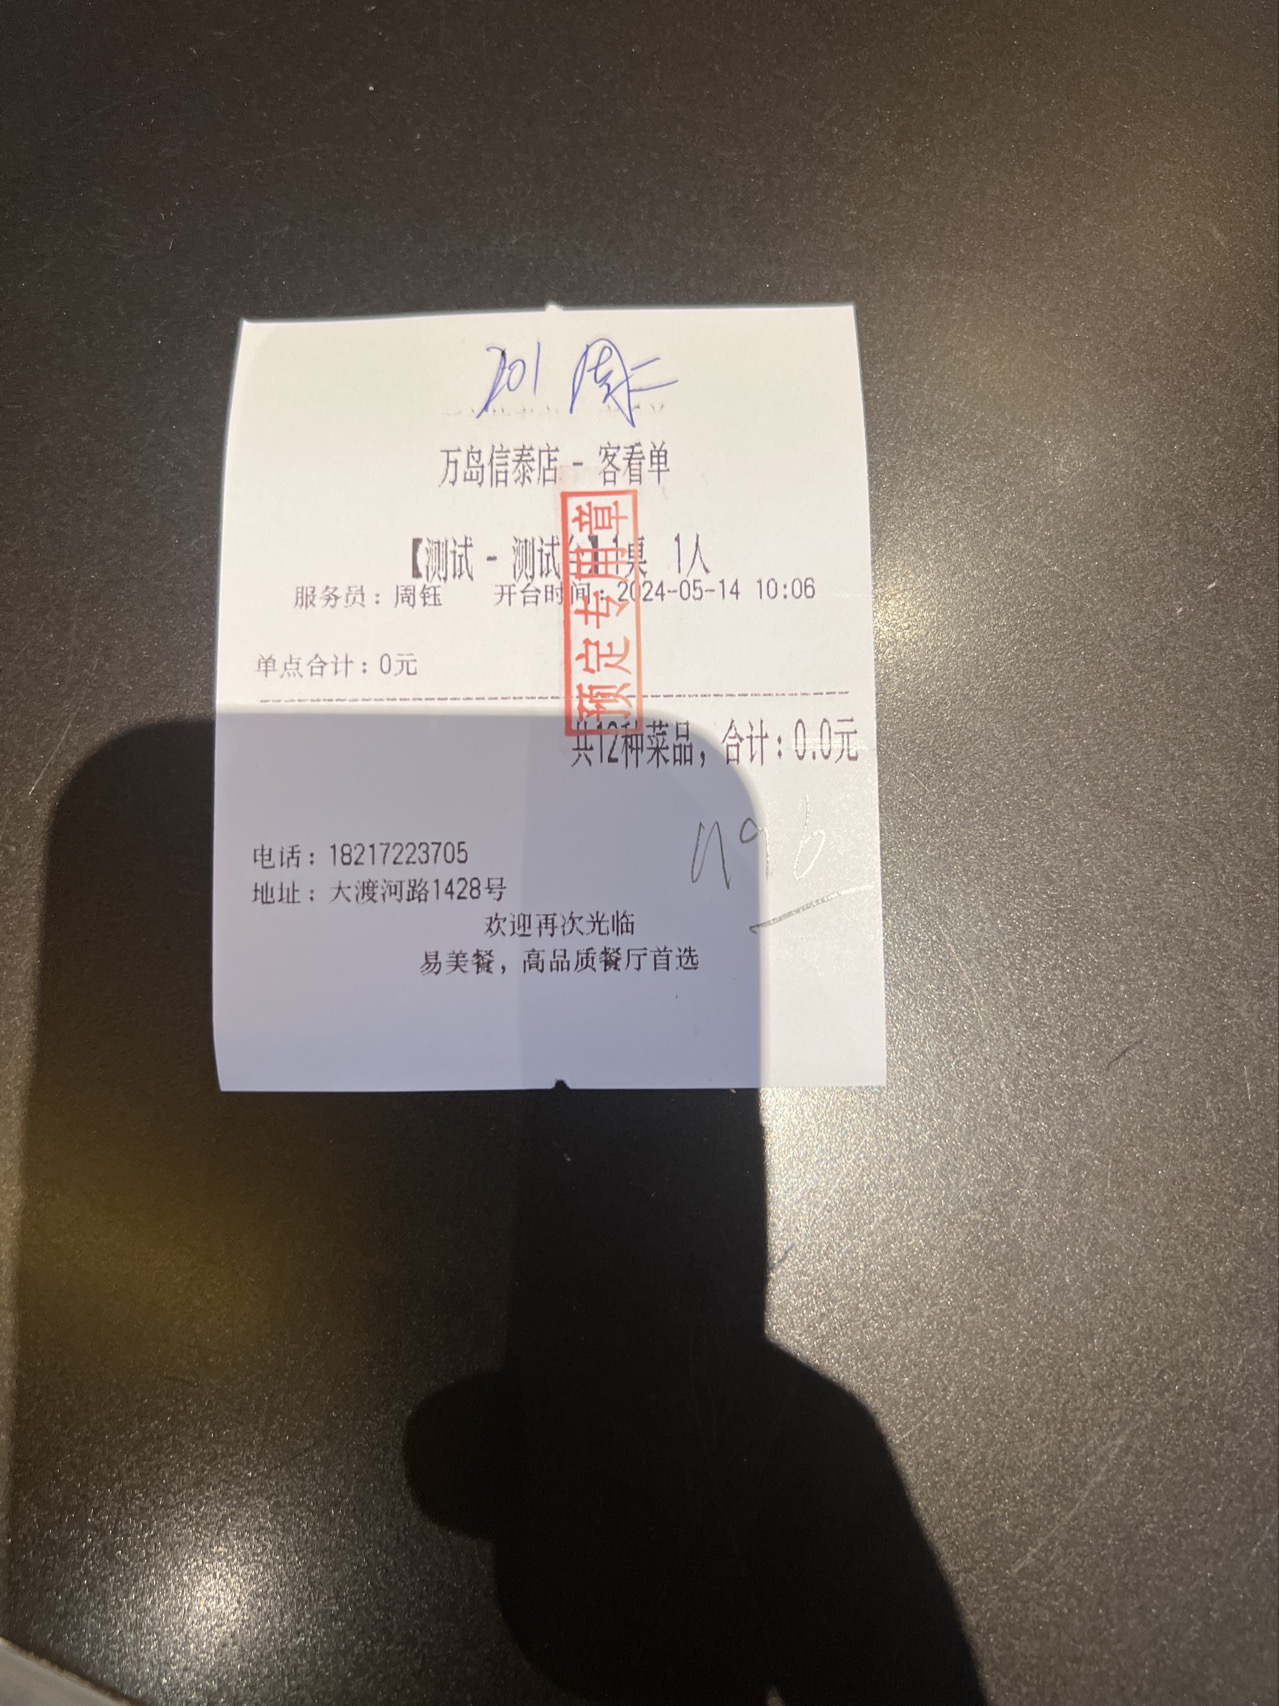 201 周二
万岛信泰店 - 客看单
【测试 - 测试台】1桌 1人
服务员：周钰 开台时间：2024-05-14 10:06
预定专用章
单点合计：0元
共12种菜品，合计：0.0元
电话：18217223705
地址：大渡河路1428号
欢迎再次光临
易美餐，高品质餐厅首选